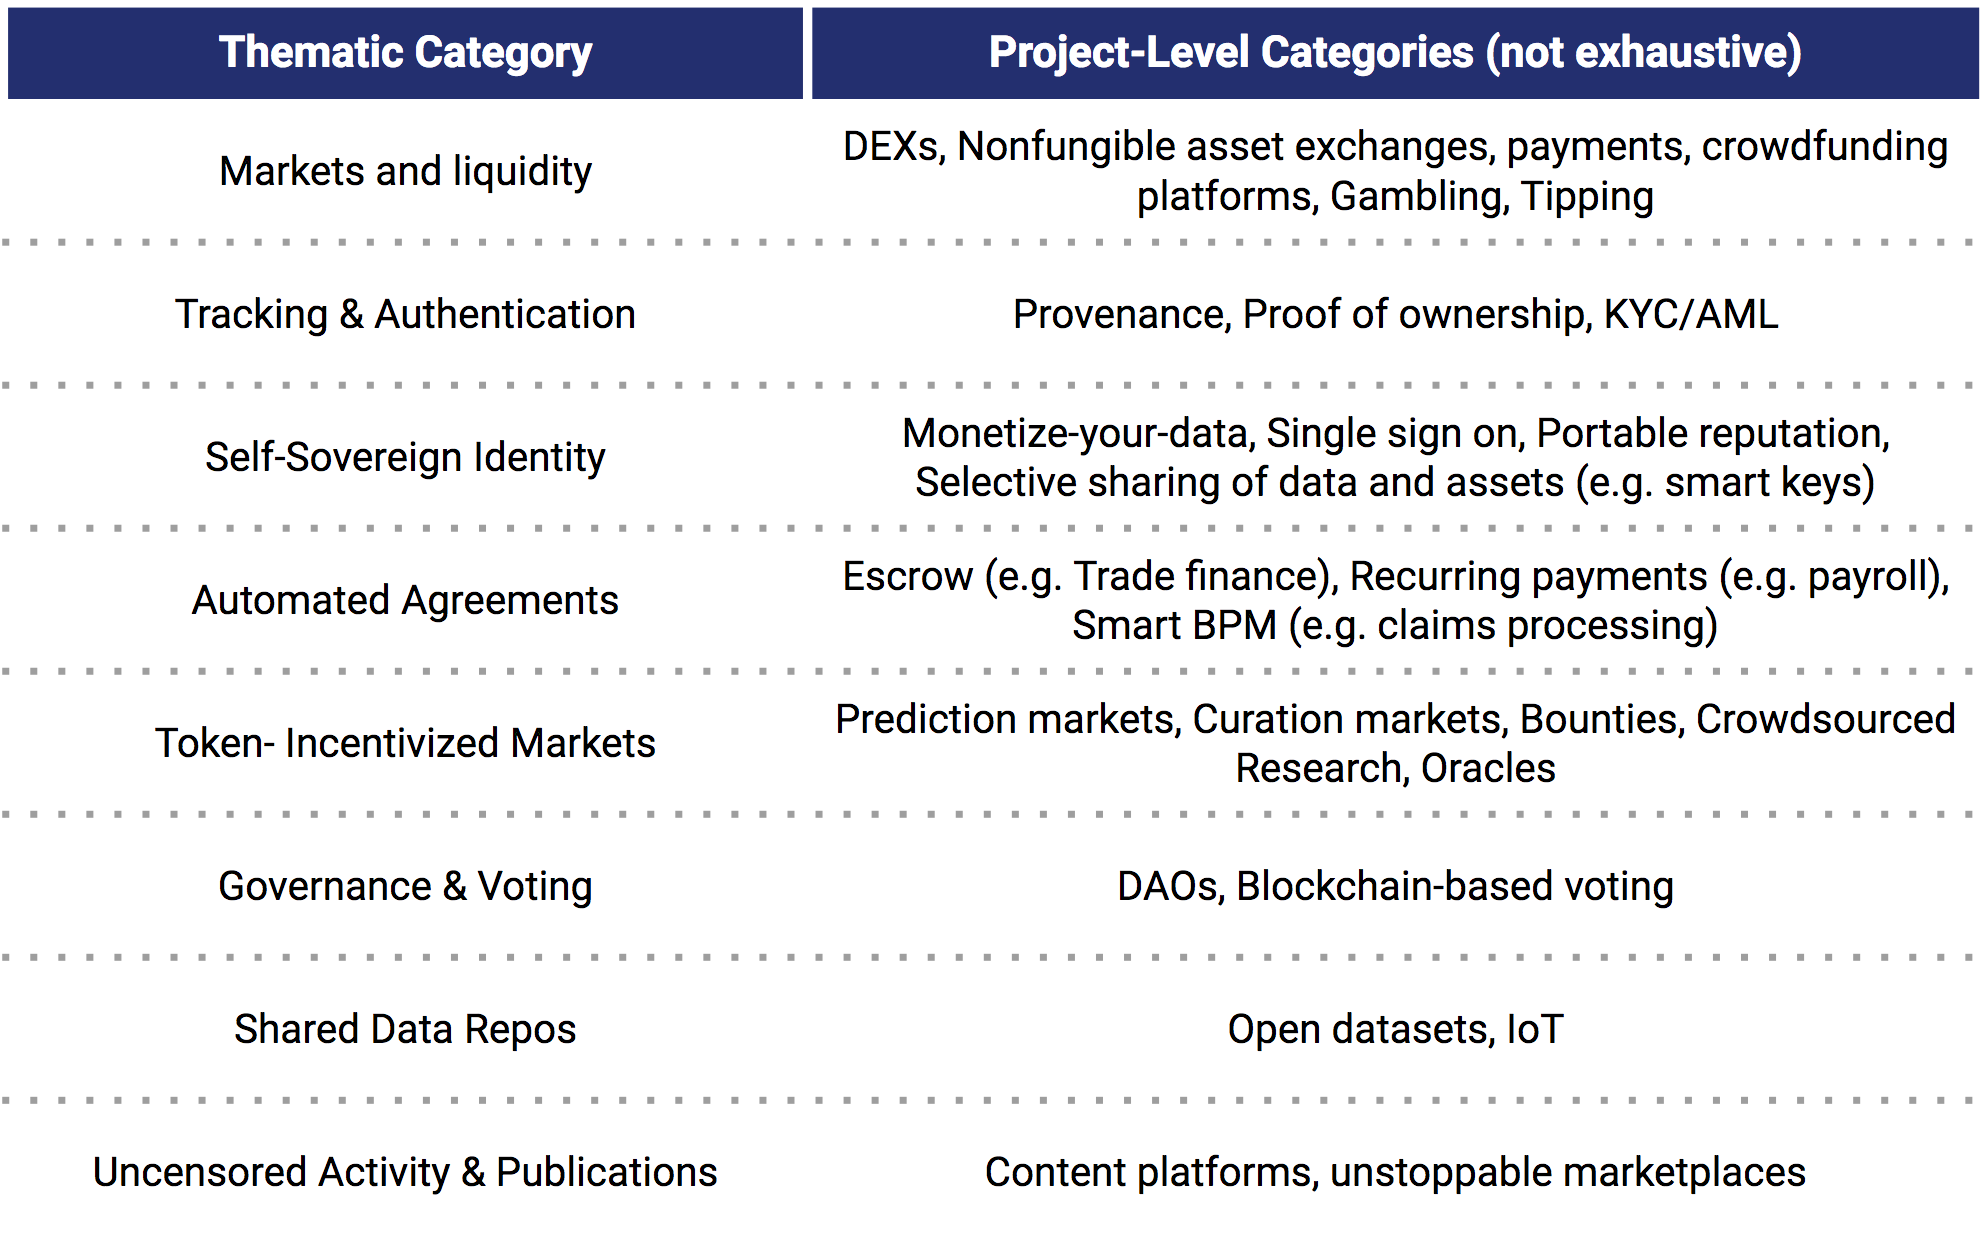 Thematic Category
Project-Level Categories (not exhaustive)
Markets and liquidity
DEXs, Nonfungible asset exchanges, payments, crowdfunding
platforms, Gambling, Tipping
Tracking & Authentication
Provenance, Proof of ownership, KYC/AML
Self-Sovereign Identity
Monetize-your-data, Single sign on, Portable reputation,
Selective sharing of data and assets (e.g. smart keys)
Automated Agreements
Escrow (e.g. Trade finance), Recurring payments (e.g. payroll),
Smart BPM (e.g. claims processing)
Token- Incentivized Markets
Prediction markets, Curation markets, Bounties, Crowdsourced
Research, Oracles
Governance & Voting
DAOs, Blockchain-based voting
Shared Data Repos
Open datasets, IoT
Uncensored Activity & Publications
Content platforms, unstoppable marketplaces